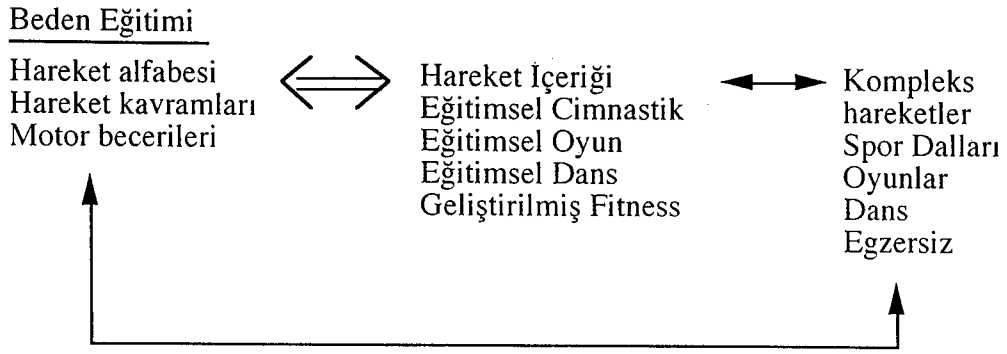 Beden Eğitimi
Hareket alfabesi
Hareket kavramları
Motor becerileri
Hareket İçeriği
Eğitimsel Cimnastik
Eğitimsel Oyun
Eğitimsel Dans
Geliştirilmiş Fitness
Kompleks
hareketler
Spor Dalları
Oyunlar
Dans
Egzersiz